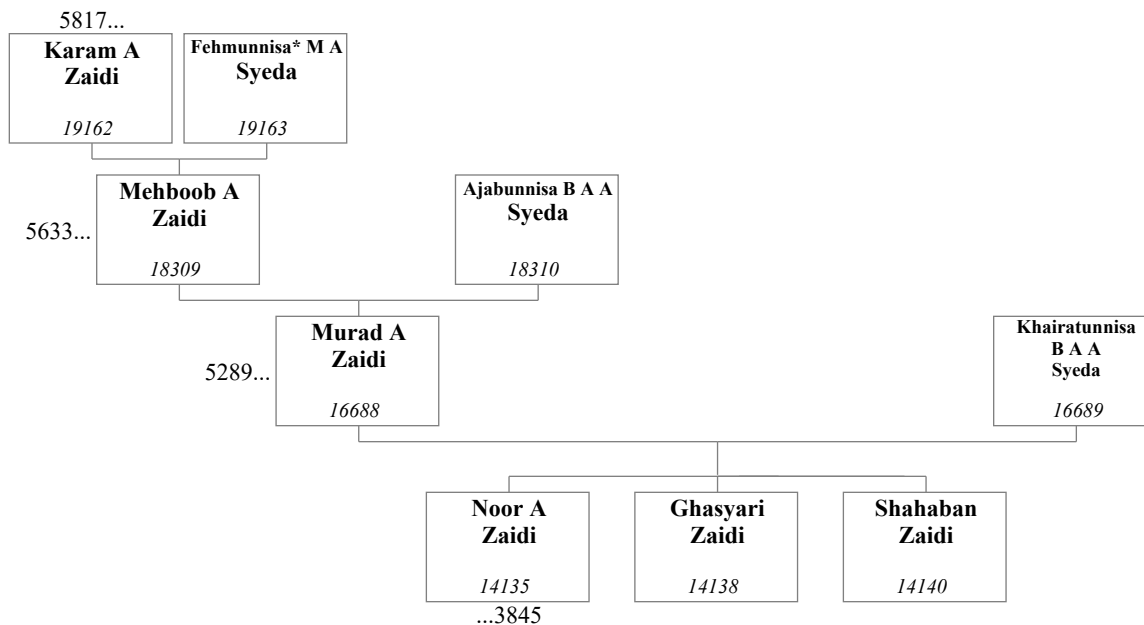 5817...
Karam A
Zaidi
19162
Fehmunnisa* M A
Syeda
19163
5633...
Mehboob A
Zaidi
18309
Ajabunnisa B A A
Syeda
18310
5289...
Murad A
Zaidi
16688
Khairatunnisa
B A A
Syeda
16689
Noor A
Zaidi
14135
...3845
Ghasyari
Zaidi
14138
Shahaban
Zaidi
14140